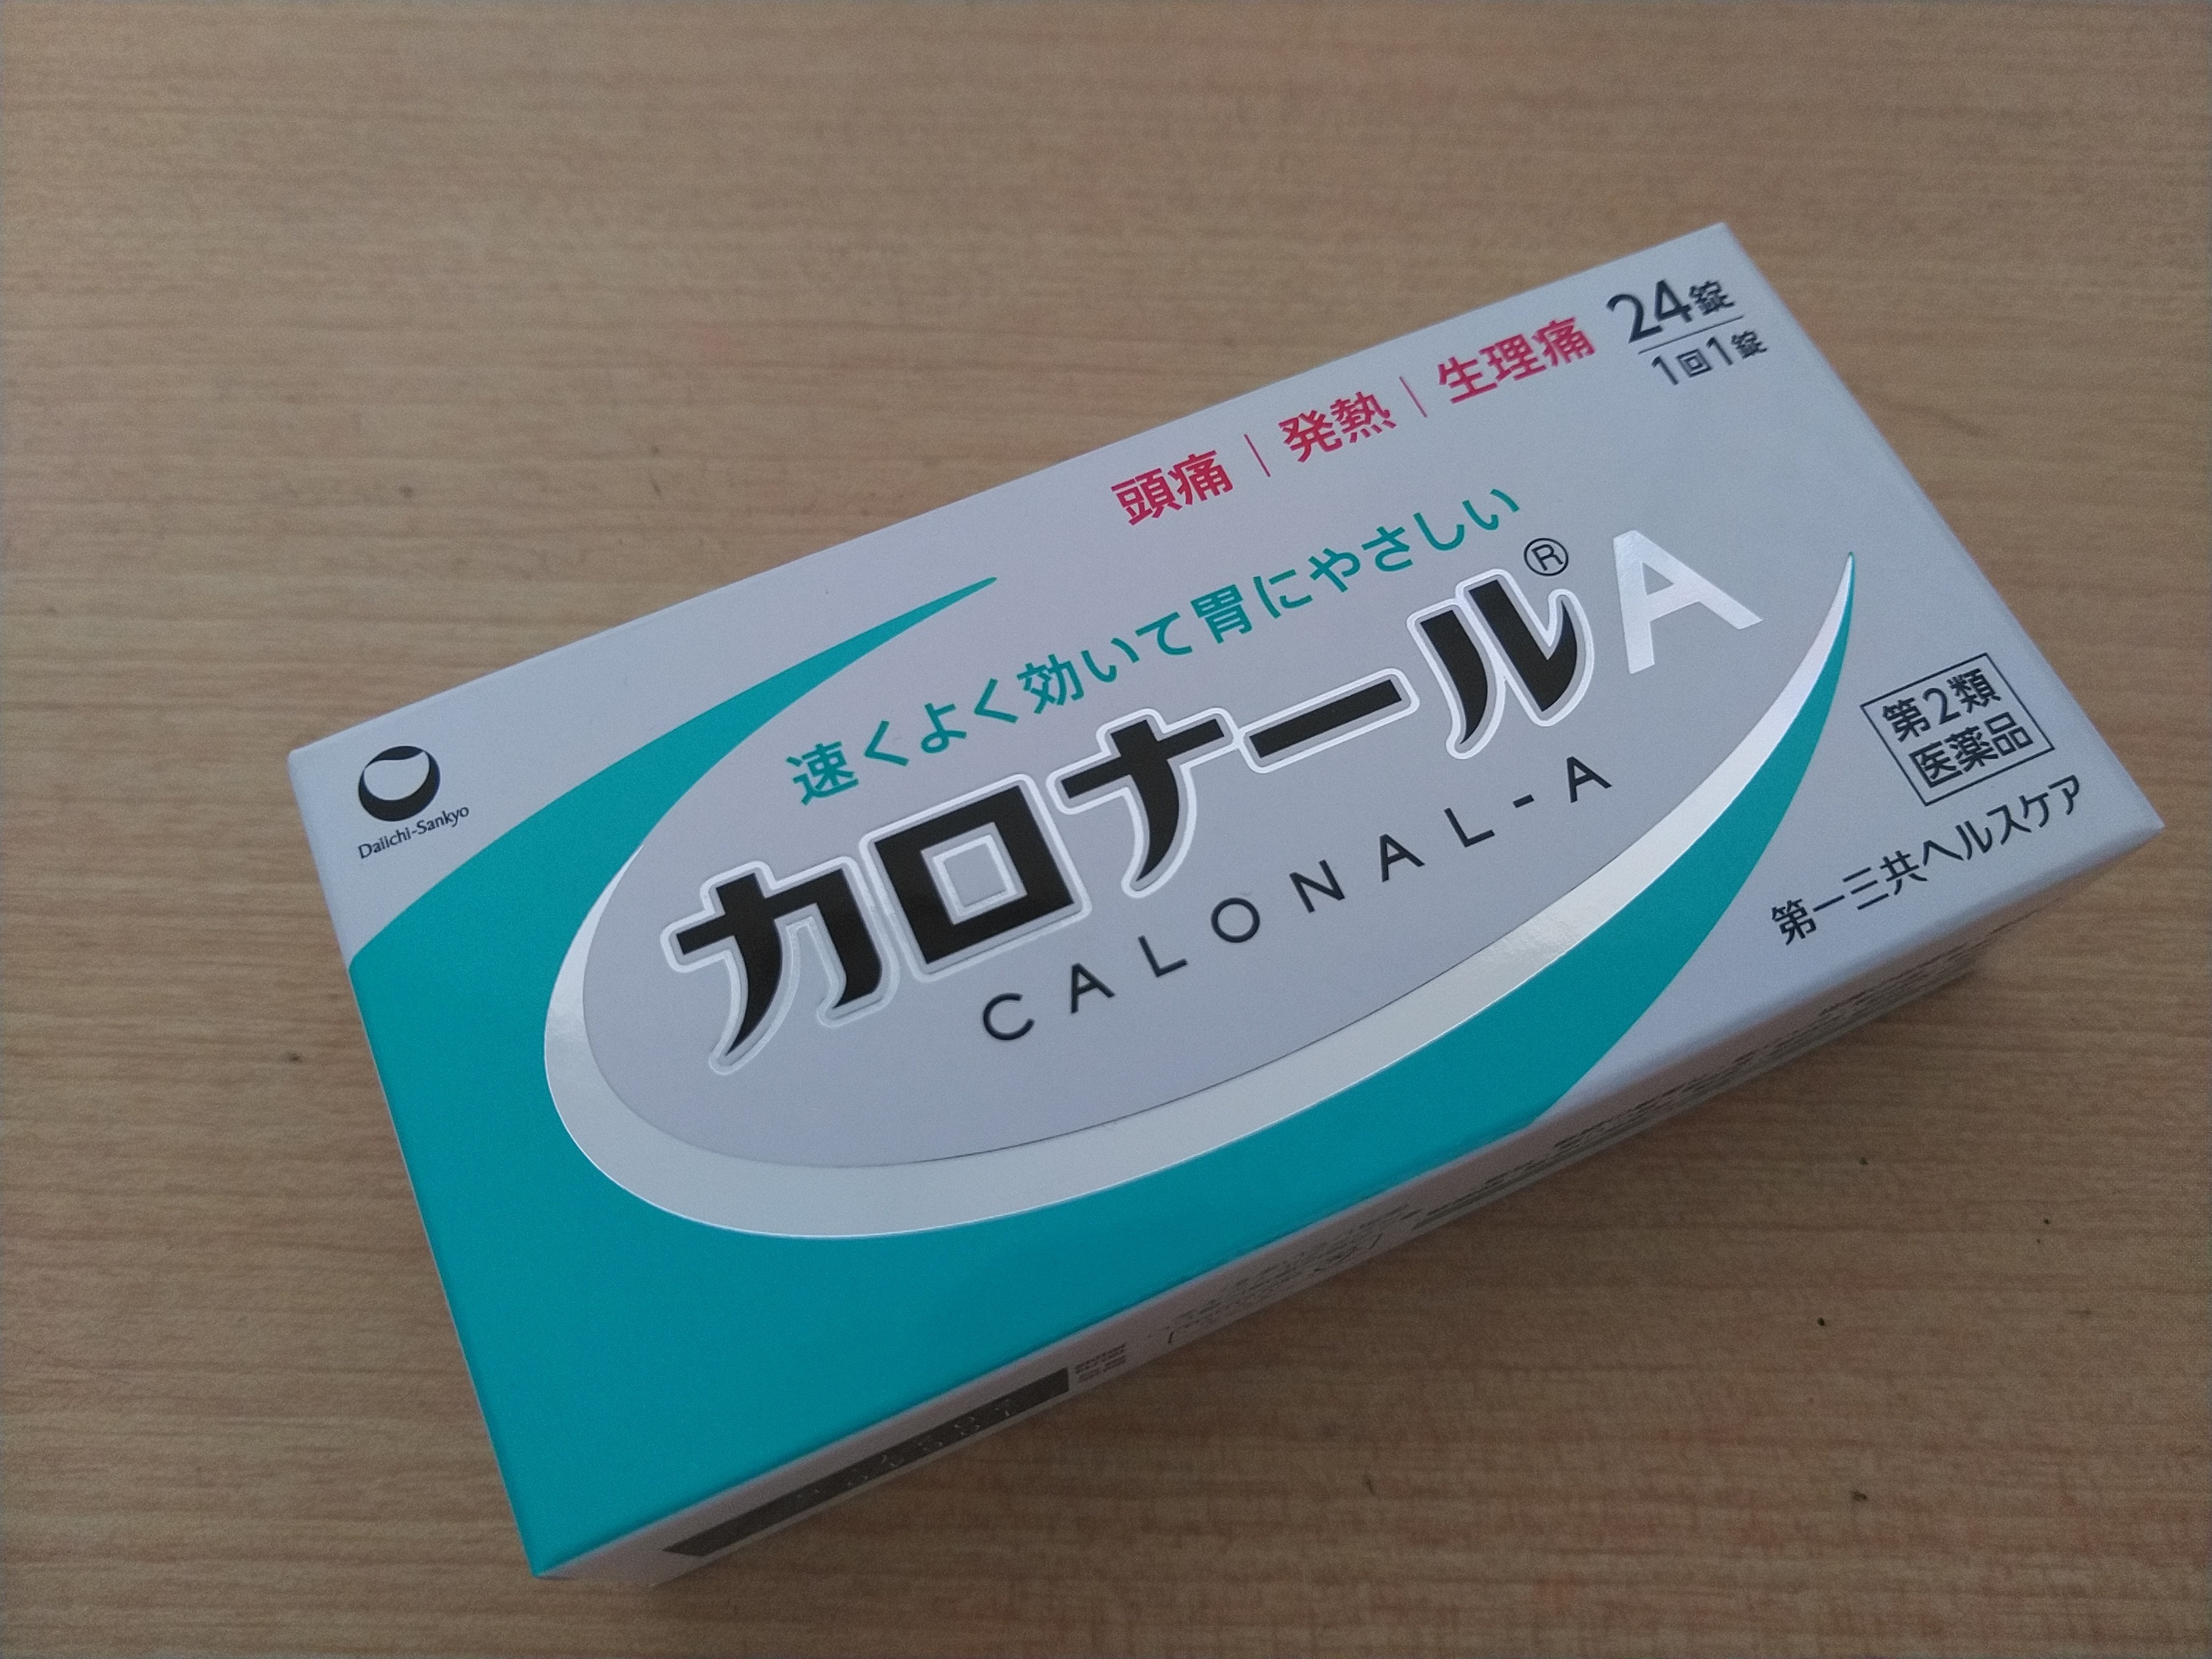 24錠
1回1錠
頭痛｜発熱｜生理痛
速くよく効いて胃にやさしい
カロナール®A
CALONAL-A
Daiichi-Sankyo
第2類
医薬品
第一三共ヘルスケア